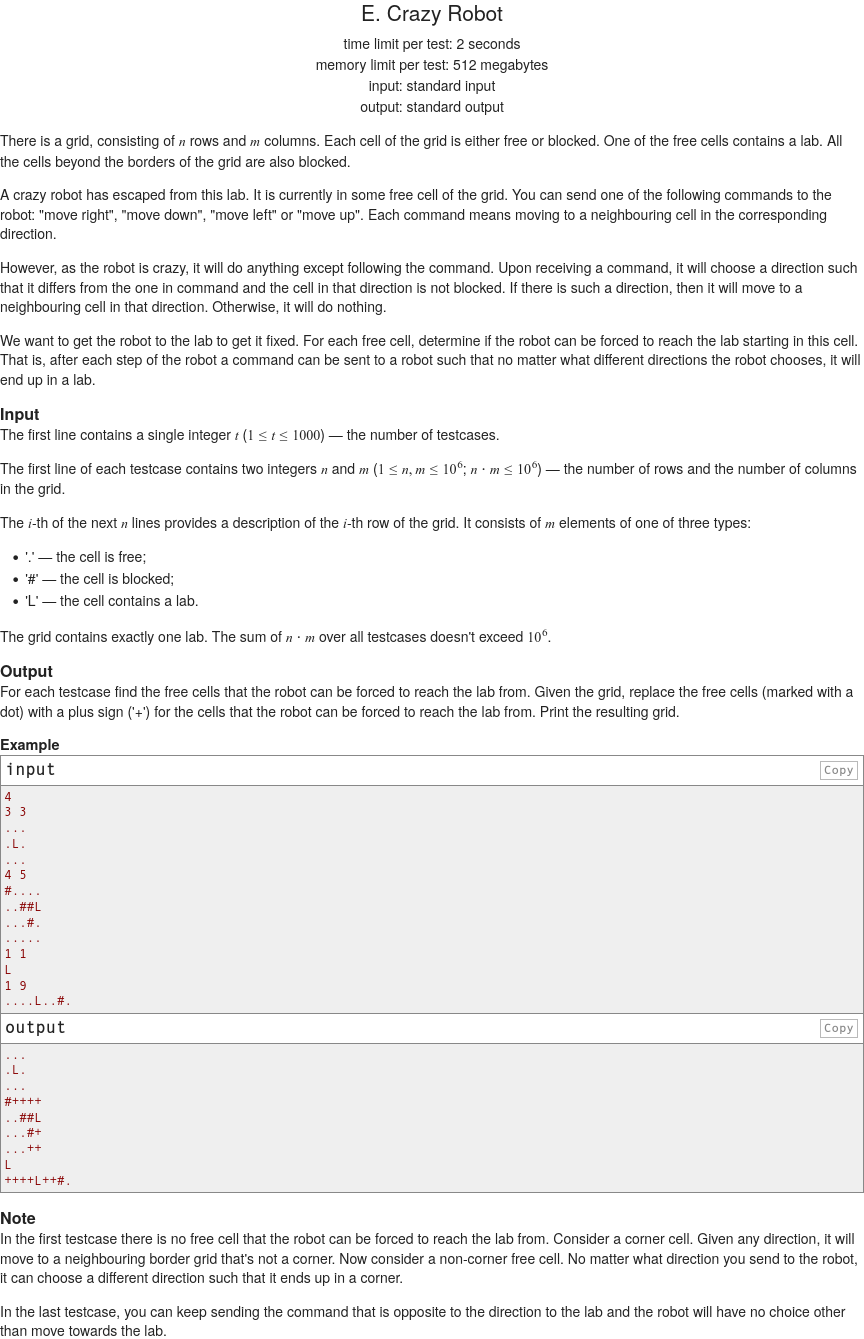 E. Crazy Robot
time limit per test: 2 seconds
memory limit per test: 512 megabytes
input: standard input
output: standard output
There is a grid, consisting of n rows and m columns. Each cell of the grid is either free or blocked. One of the free cells contains a lab. All
the cells beyond the borders of the grid are also blocked.
A crazy robot has escaped from this lab. It is currently in some free cell of the grid. You can send one of the following commands to the
robot: "move right", "move down", "move left" or "move up". Each command means moving to a neighbouring cell in the corresponding
direction.
However, as the robot is crazy, it will do anything except following the command. Upon receiving a command, it will choose a direction such
that it differs from the one in command and the cell in that direction is not blocked. If there is such a direction, then it will move to a
neighbouring cell in that direction. Otherwise, it will do nothing.
We want to get the robot to the lab to get it fixed. For each free cell, determine if the robot can be forced to reach the lab starting in this cell.
That is, after each step of the robot a command can be sent to a robot such that no matter what different directions the robot chooses, it will
end up in a lab.
Input
The first line contains a single integer t (1 ≤ t ≤ 1000) — the number of testcases.
The first line of each testcase contains two integers n and m (1 ≤ n, m ≤ 10⁶; n · m ≤ 10⁶) — the number of rows and the number of columns
in the grid.
The i-th of the next n lines provides a description of the i-th row of the grid. It consists of m elements of one of three types:
• '.' — the cell is free;
• '#' — the cell is blocked;
• 'L' — the cell contains a lab.
The grid contains exactly one lab. The sum of n · m over all testcases doesn't exceed 10⁶.
Output
For each testcase find the free cells that the robot can be forced to reach the lab from. Given the grid, replace the free cells (marked with a
dot) with a plus sign ('+') for the cells that the robot can be forced to reach the lab from. Print the resulting grid.
Example
input Copy
4
3 3
...
.L.
...
4 5
#....
..##L
...#.
.....
1 1
L
1 9
....L..#.
output Copy
...
.L.
...
#++++
..##L
...#+
...++
L
++++L++#.
Note
In the first testcase there is no free cell that the robot can be forced to reach the lab from. Consider a corner cell. Given any direction, it will
move to a neighbouring border grid that's not a corner. Now consider a non-corner free cell. No matter what direction you send to the robot,
it can choose a different direction such that it ends up in a corner.
In the last testcase, you can keep sending the command that is opposite to the direction to the lab and the robot will have no choice other
than move towards the lab.